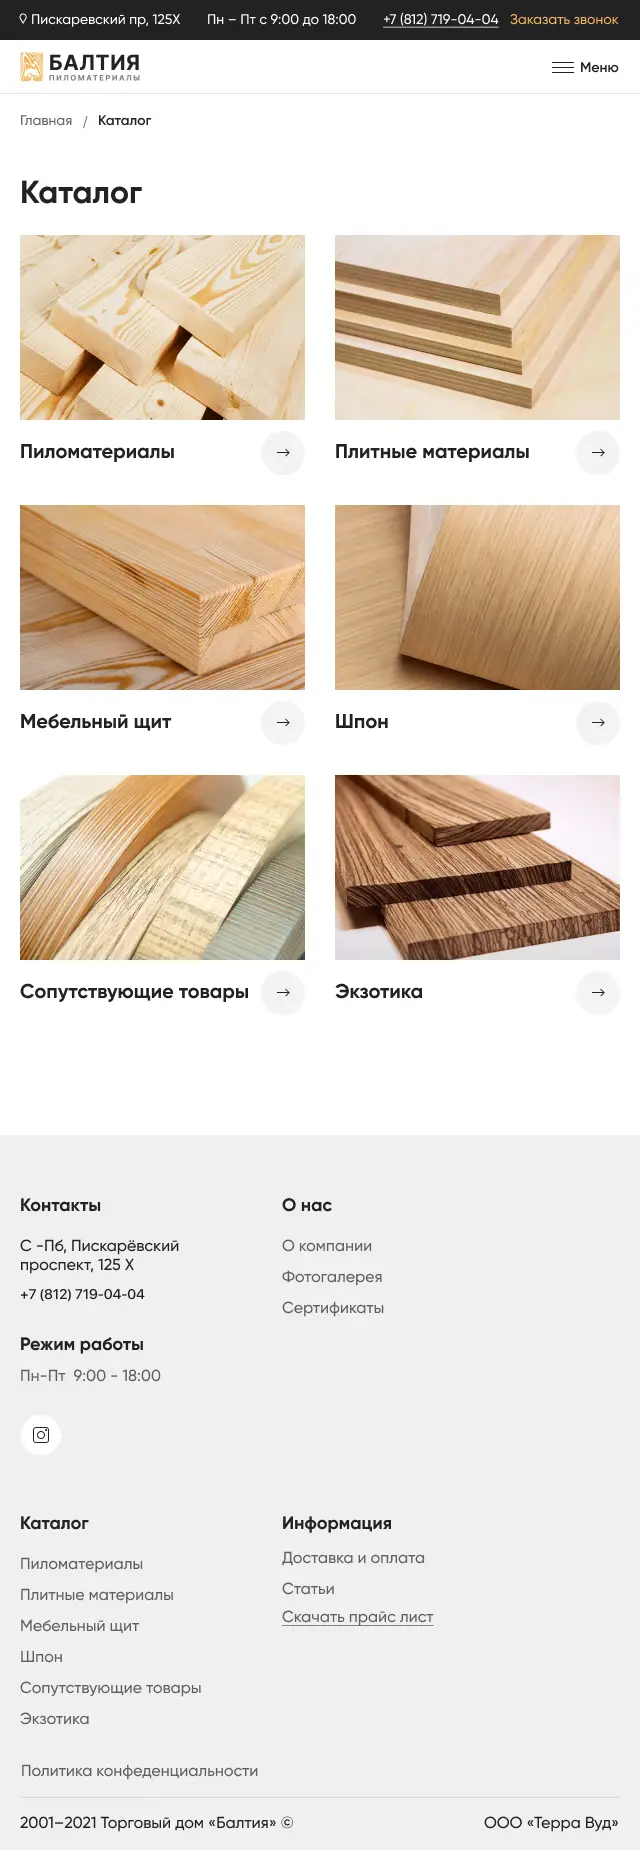 Пискаревский пр, 125Х
Пн – Пт с 9:00 до 18:00
+7 (812) 719-04-04
Заказать звонок
БАЛТИЯ
ПИЛОМАТЕРИАЛЫ
Меню
Главная / Каталог
Каталог
Пиломатериалы
Плитные материалы
Мебельный щит
Шпон
Сопутствующие товары
Экзотика
Контакты
С -Пб, Пискарёвский
проспект, 125 Х
+7 (812) 719-04-04
Режим работы
Пн-Пт 9:00 - 18:00
О нас
О компании
Фотогалерея
Сертификаты
Каталог
Пиломатериалы
Плитные материалы
Мебельный щит
Шпон
Сопутствующие товары
Экзотика
Информация
Доставка и оплата
Статьи
Скачать прайс лист
Политика конфеденциальности
2001–2021 Торговый дом «Балтия» ©
ООО «Терра Вуд»